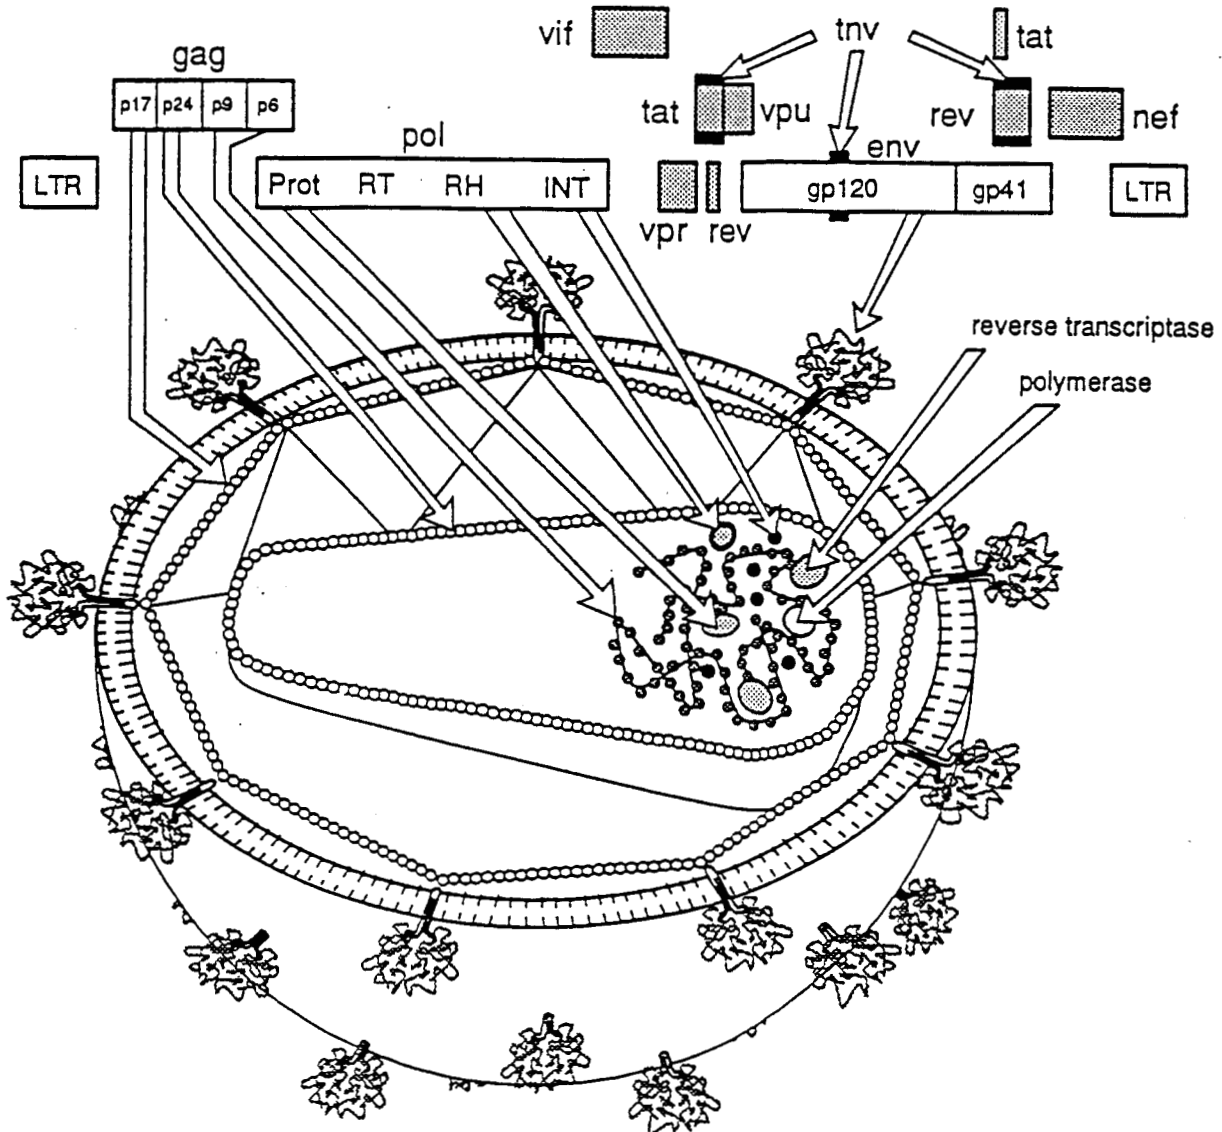 vif
tnv
tat
gag
p17 p24 p9 p6
tat vpu
rev nef
pol
env
LTR
Prot RT RH INT
gp120 gp41
LTR
vpr rev
reverse transcriptase
polymerase